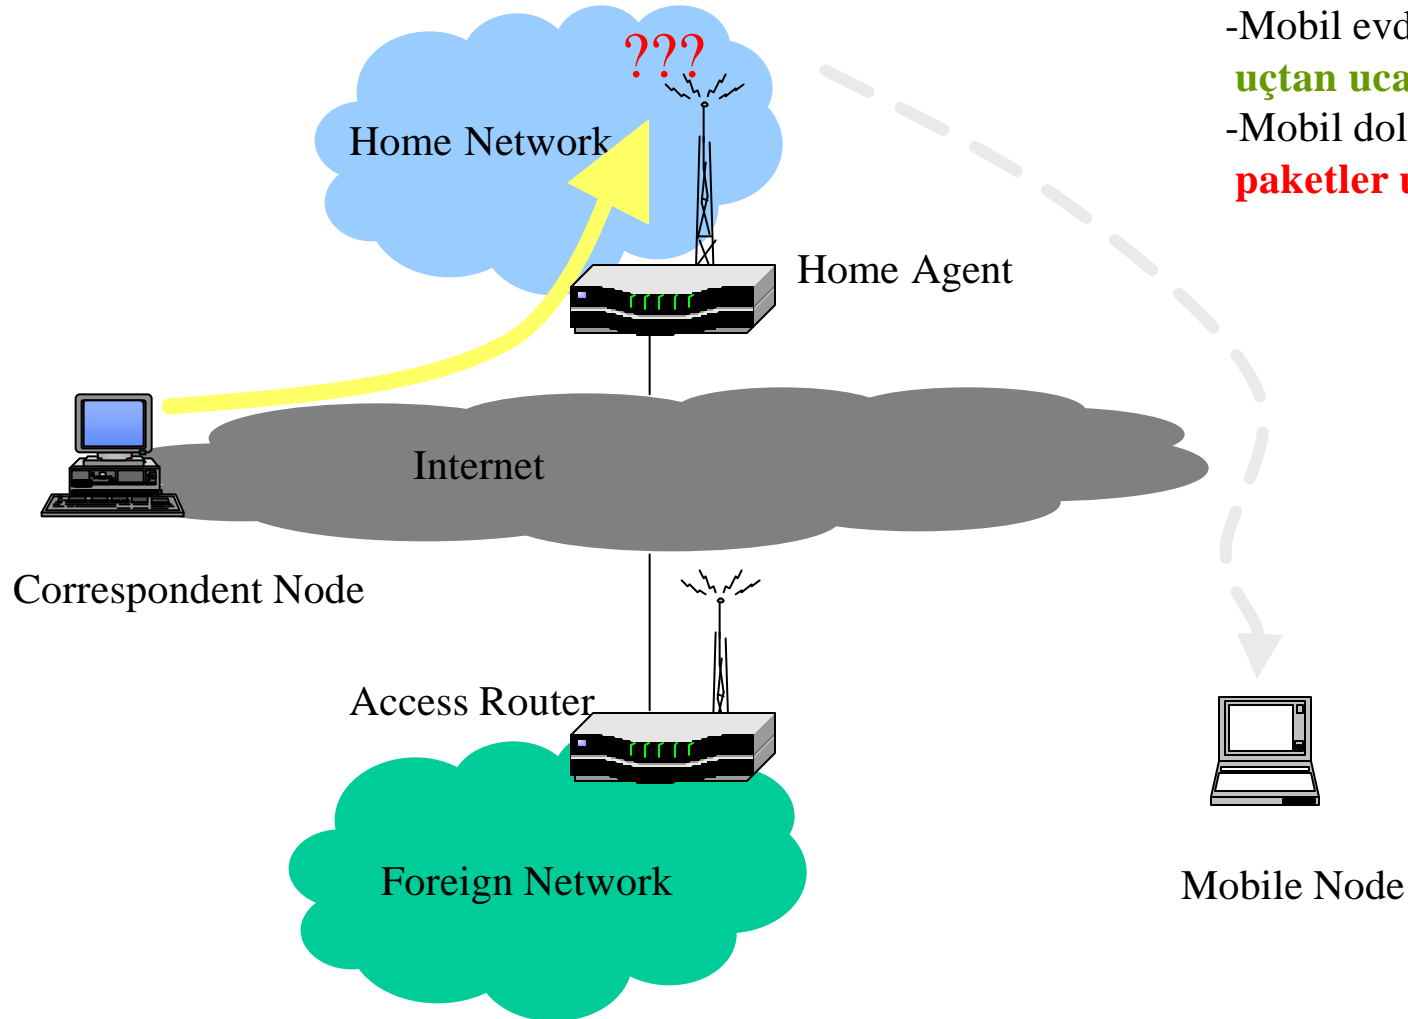 -Mobil evd
uçtan uca
-Mobil dol
paketler u
???
Home Network
Home Agent
Internet
Correspondent Node
Access Router
Foreign Network
Mobile Node